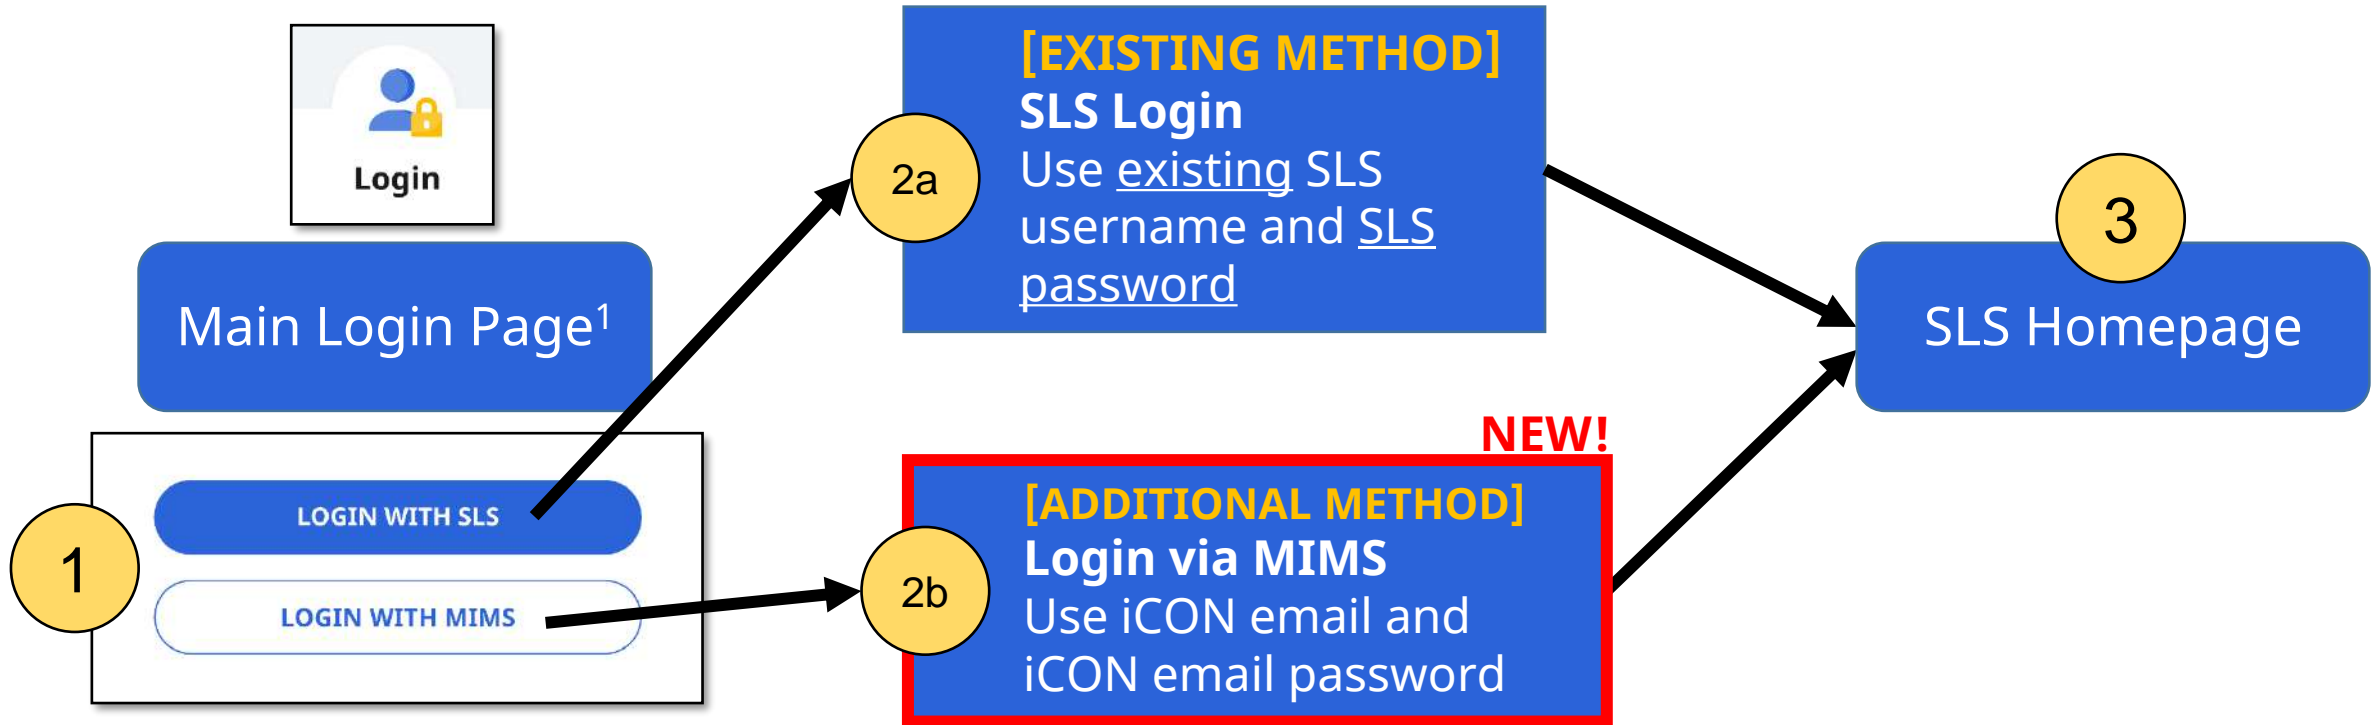 Login
Main Login Page¹
1
LOGIN WITH SLS
LOGIN WITH MIMS
2a
[EXISTING METHOD]
SLS Login
Use existing SLS
username and SLS
password
NEW!
2b
[ADDITIONAL METHOD]
Login via MIMS
Use iCON email and
iCON email password
3
SLS Homepage